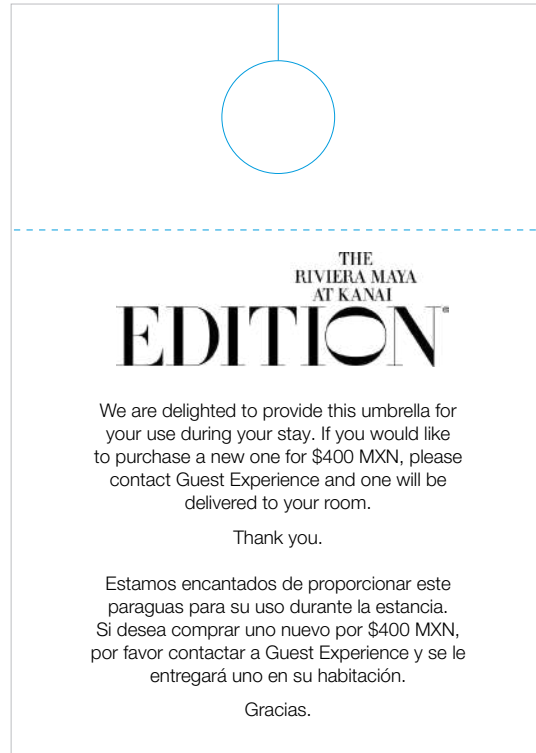 THE
RIVIERA MAYA
AT KANAI
EDITION®
We are delighted to provide this umbrella for
your use during your stay. If you would like
to purchase a new one for $400 MXN, please
contact Guest Experience and one will be
delivered to your room.
Thank you.
Estamos encantados de proporcionar este
paraguas para su uso durante la estancia.
Si desea comprar uno nuevo por $400 MXN,
por favor contactar a Guest Experience y se le
entregará uno en su habitación.
Gracias.